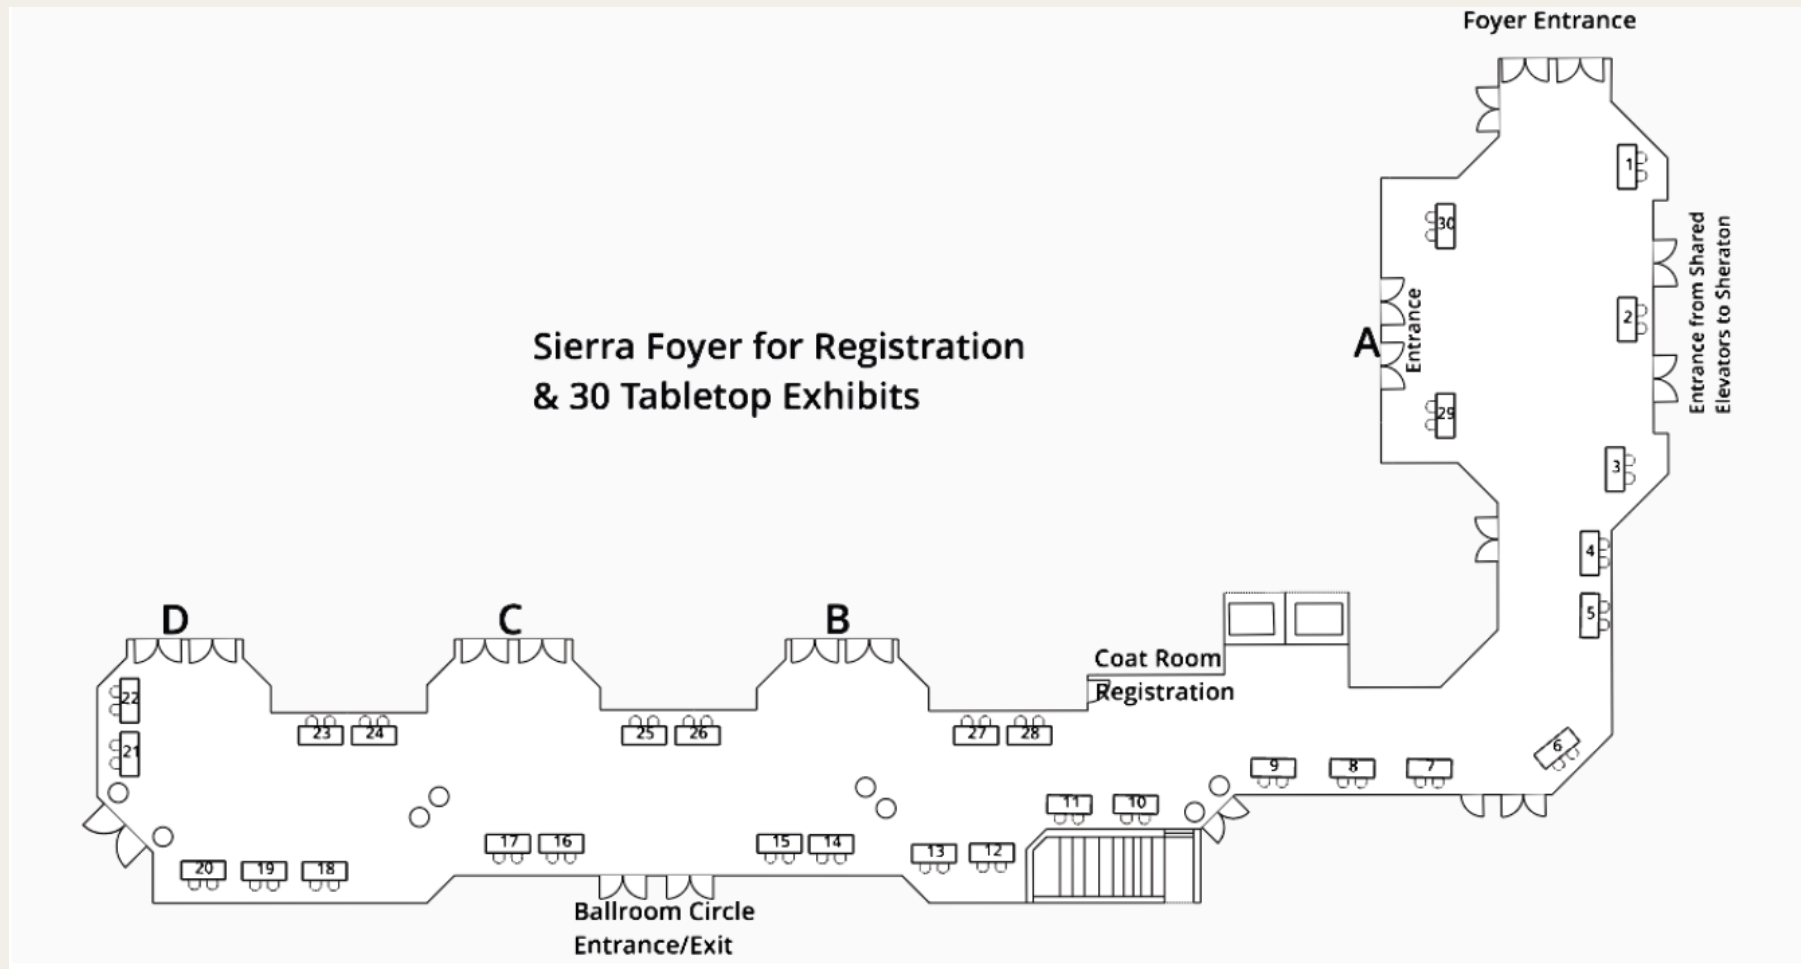 Foyer Entrance
1
30
Entrance from Shared
Elevators to Sheraton
2
A
Entrance
Sierra Foyer for Registration
& 30 Tabletop Exhibits
29
3
4
5
D
C
B
Coat Room
Registration
22
21
23
24
25
26
27
28
6
9
8
7
11
10
17
16
15
14
13
12
20
19
18
Ballroom Circle
Entrance/Exit